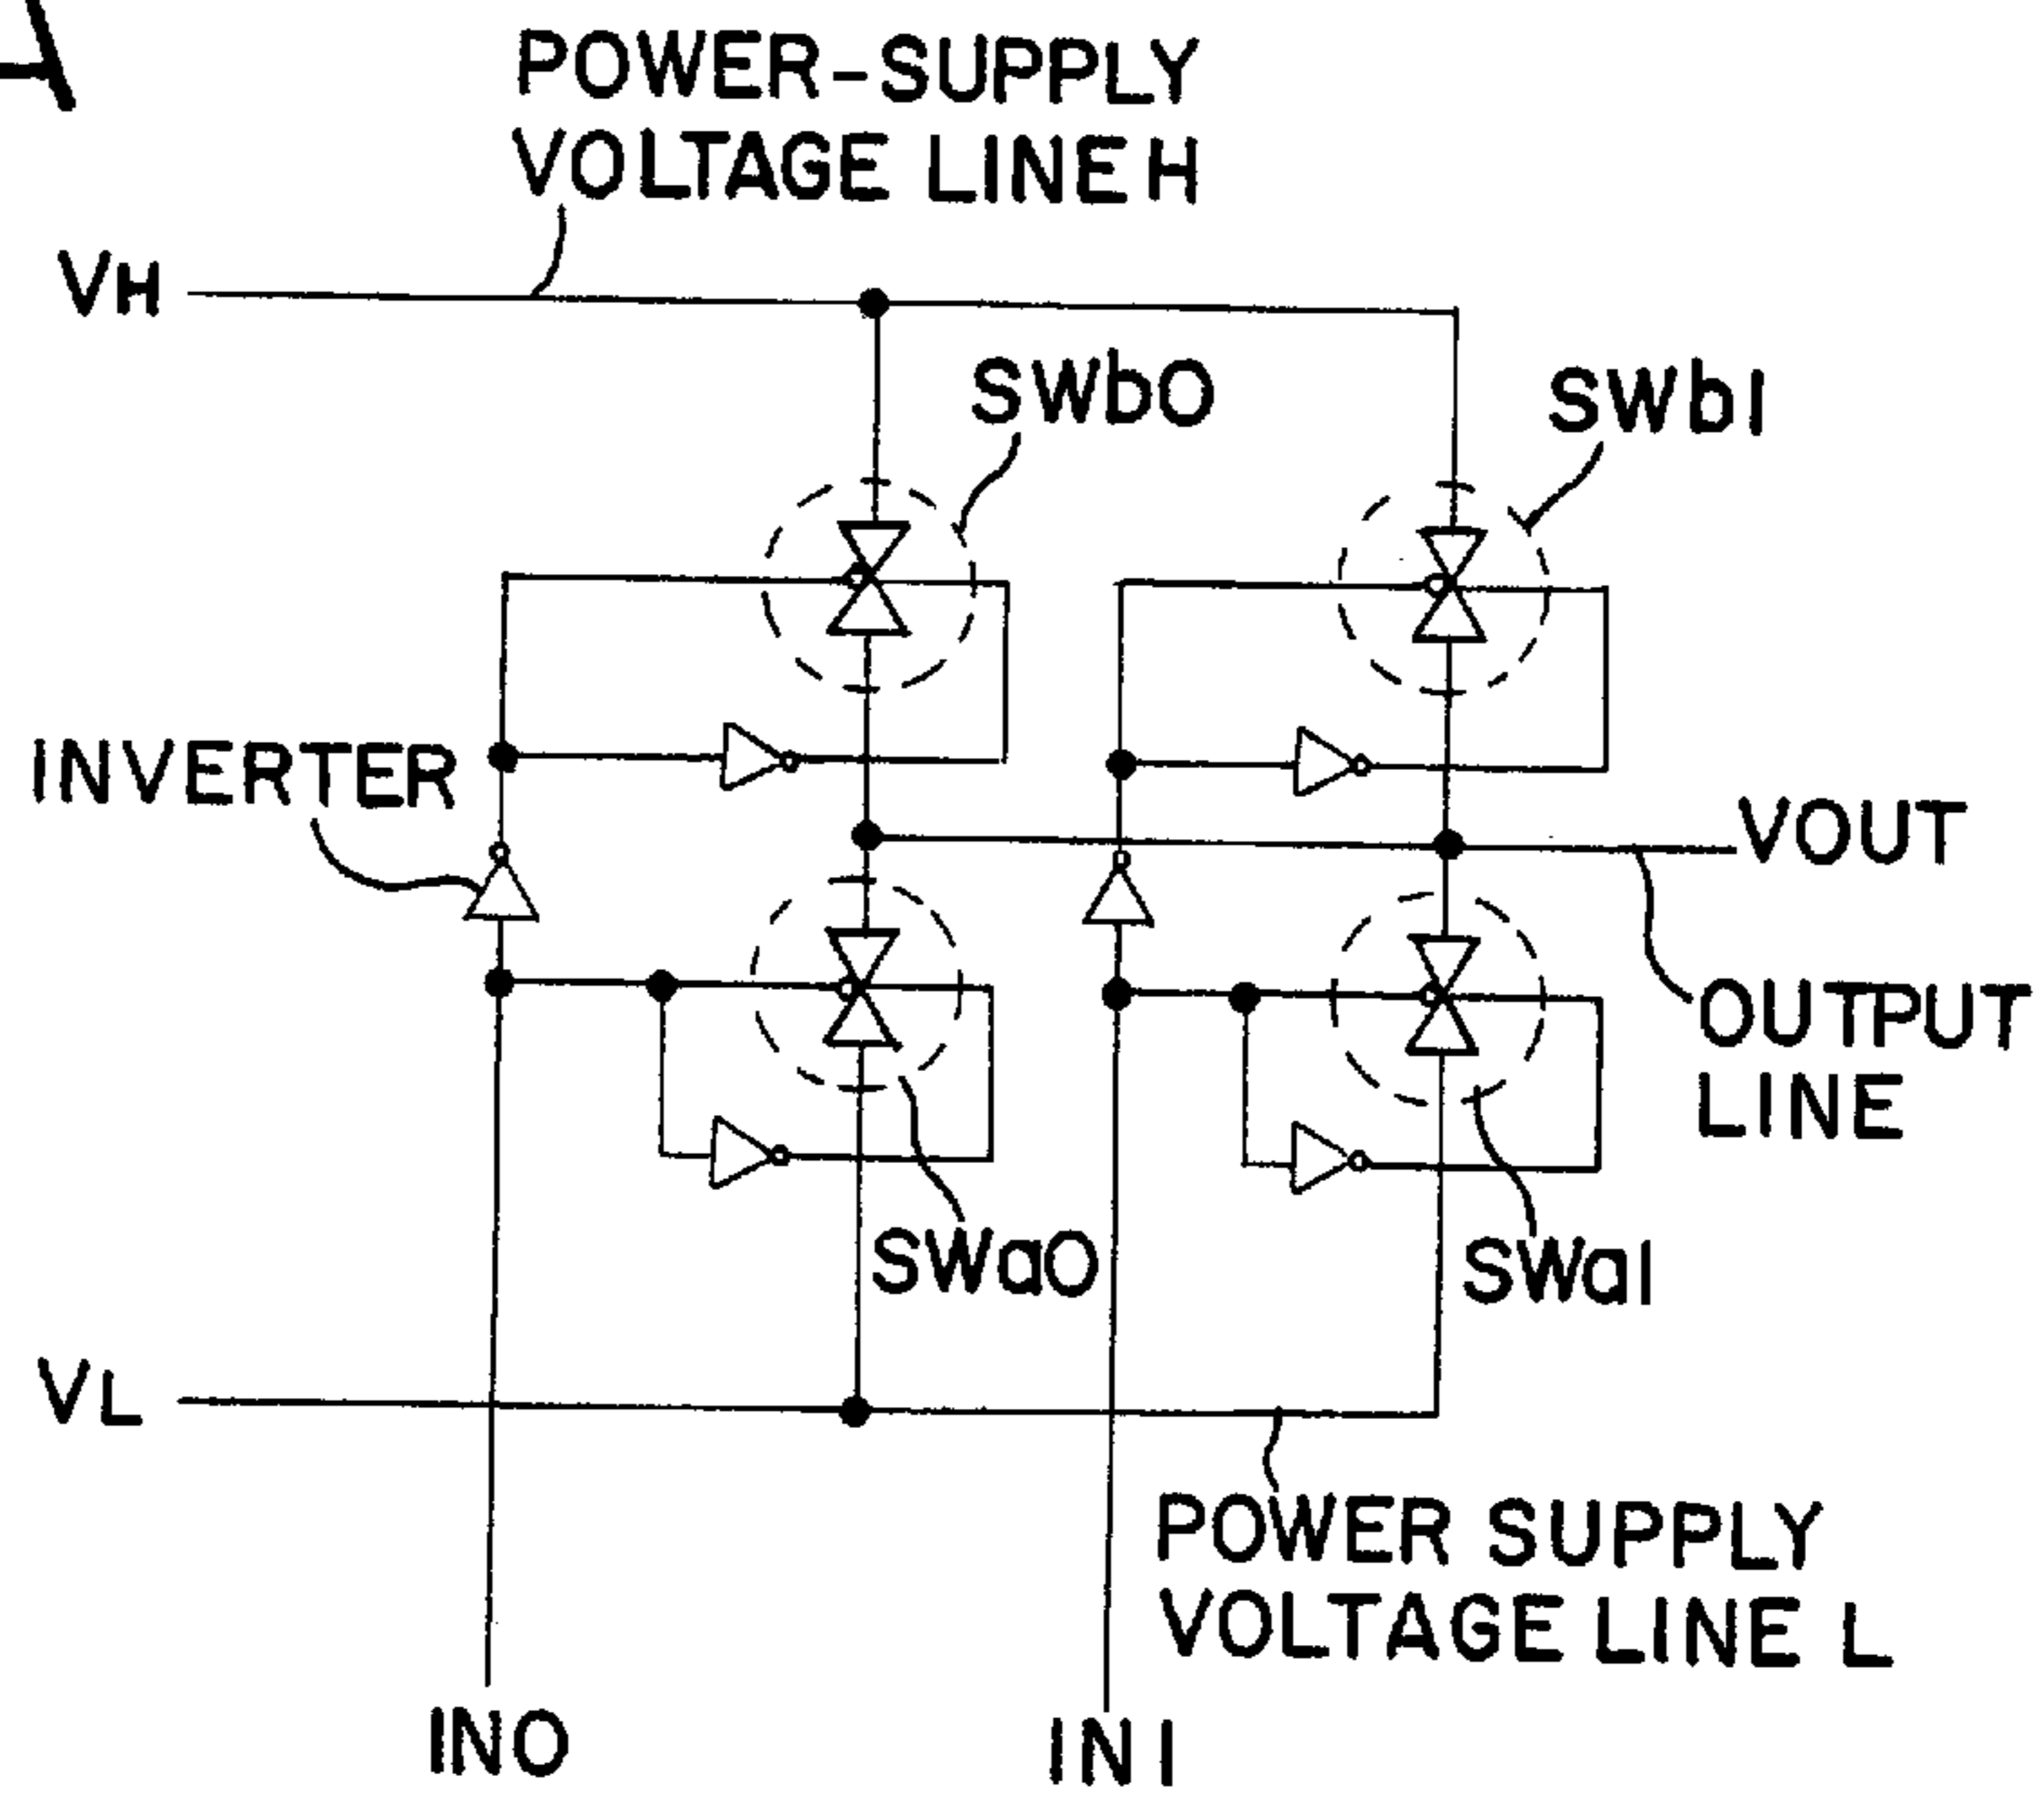 POWER-SUPPLY
VOLTAGE LINE H
VH
SWb0
SWb1
INVERTER
VOUT
OUTPUT
LINE
SWa0
SWa1
VL
POWER SUPPLY
VOLTAGE LINE L
IN0
IN1